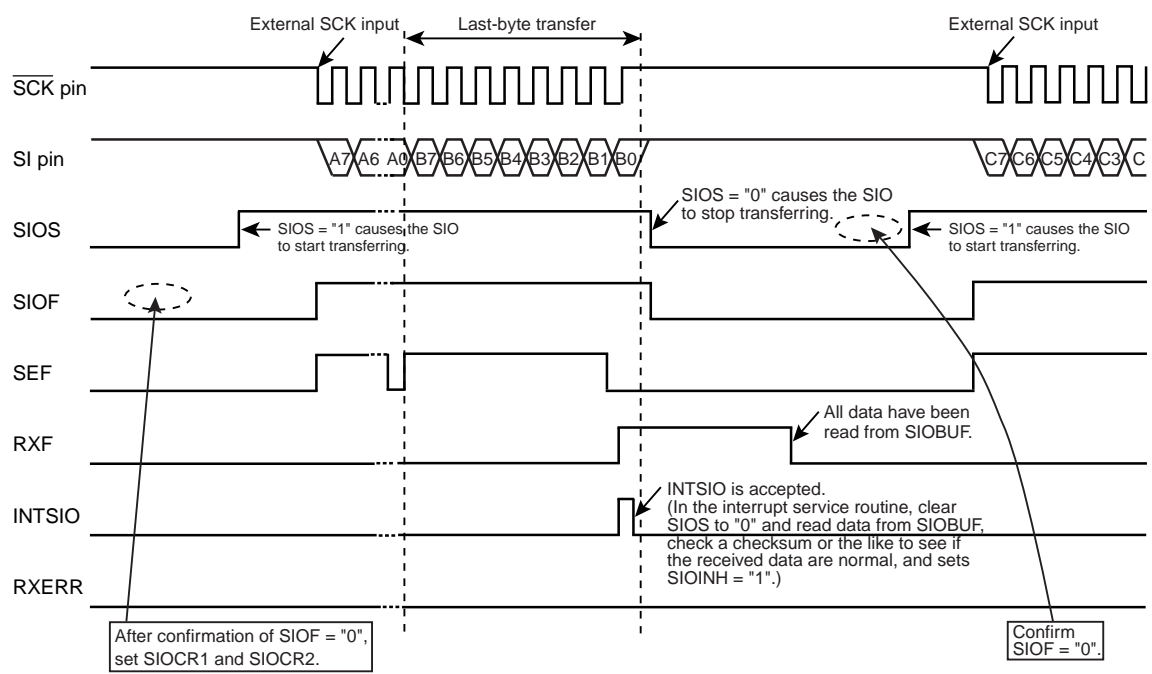 External SCK input
Last-byte transfer
External SCK input
SCK pin
SI pin
A7 A6 A0 B7 B6 B5 B4 B3 B2 B1 B0
C7 C6 C5 C4 C3 C
SIOS = "0" causes the SIO
to stop transferring.
SIOS
SIOS = "1" causes the SIO
to start transferring.
SIOS = "1" causes the SIO
to start transferring.
SIOF
SEF
All data have been
read from SIOBUF.
RXF
INTSIO is accepted.
(In the interrupt service routine, clear
SIOS to "0" and read data from SIOBUF,
check a checksum or the like to see if
the received data are normal, and sets
SIOINH = "1".)
INTSIO
RXERR
After confirmation of SIOF = "0",
set SIOCR1 and SIOCR2.
Confirm
SIOF = "0".